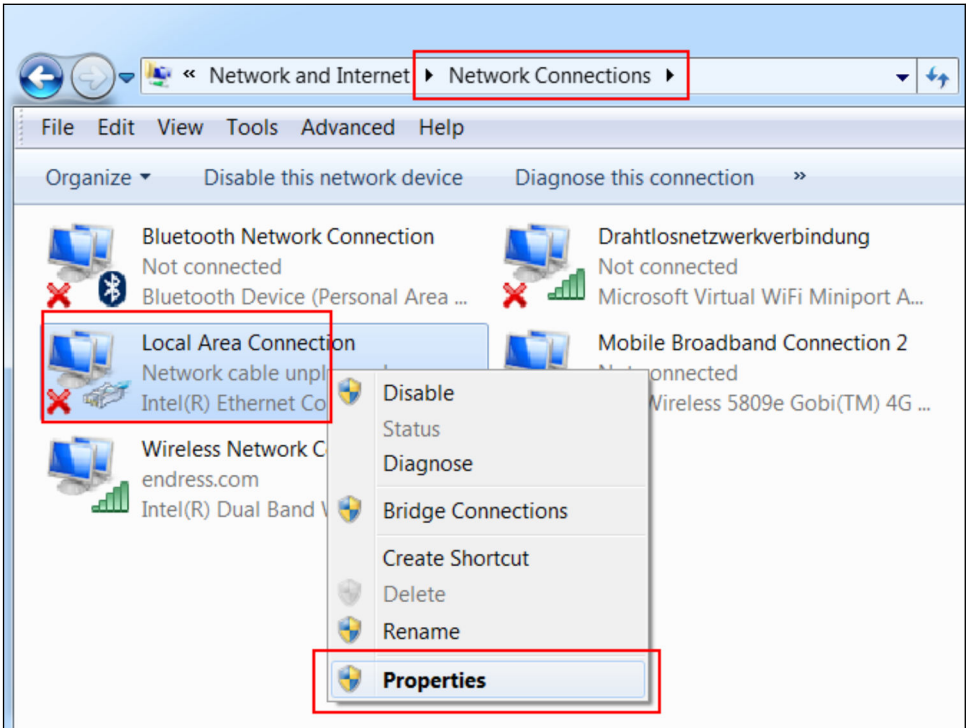 « Network and Internet ▸ Network Connections ▸
File Edit View Tools Advanced Help
Organize Disable this network device Diagnose this connection »
Bluetooth Network Connection
Not connected
Bluetooth Device (Personal Area ...
Drahtlosnetzwerkverbindung
Not connected
Microsoft Virtual WiFi Miniport A...
Local Area Connection
Network cable
Intel(R) Ethernet
Mobile Broadband Connection 2
Wireless 5809e Gobi(TM) 4G ...
Wireless Network
endress.com
Intel(R) Dual Band
Disable
Status
Diagnose
Bridge Connections
Create Shortcut
Delete
Rename
Properties